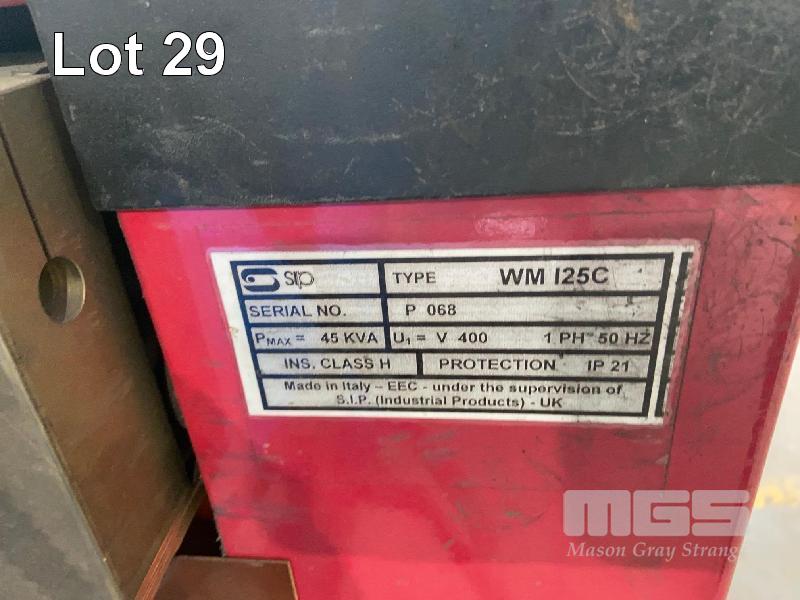 Lot 29
sip TYPE WM I25C
SERIAL NO. P 068
PMAX = 45 KVA U1 = V 400 1 PH~ 50 HZ
INS. CLASS H PROTECTION IP 21
Made in Italy – EEC - under the supervision of
S.I.P. (Industrial Products) - UK
MGS
Mason Gray Strang